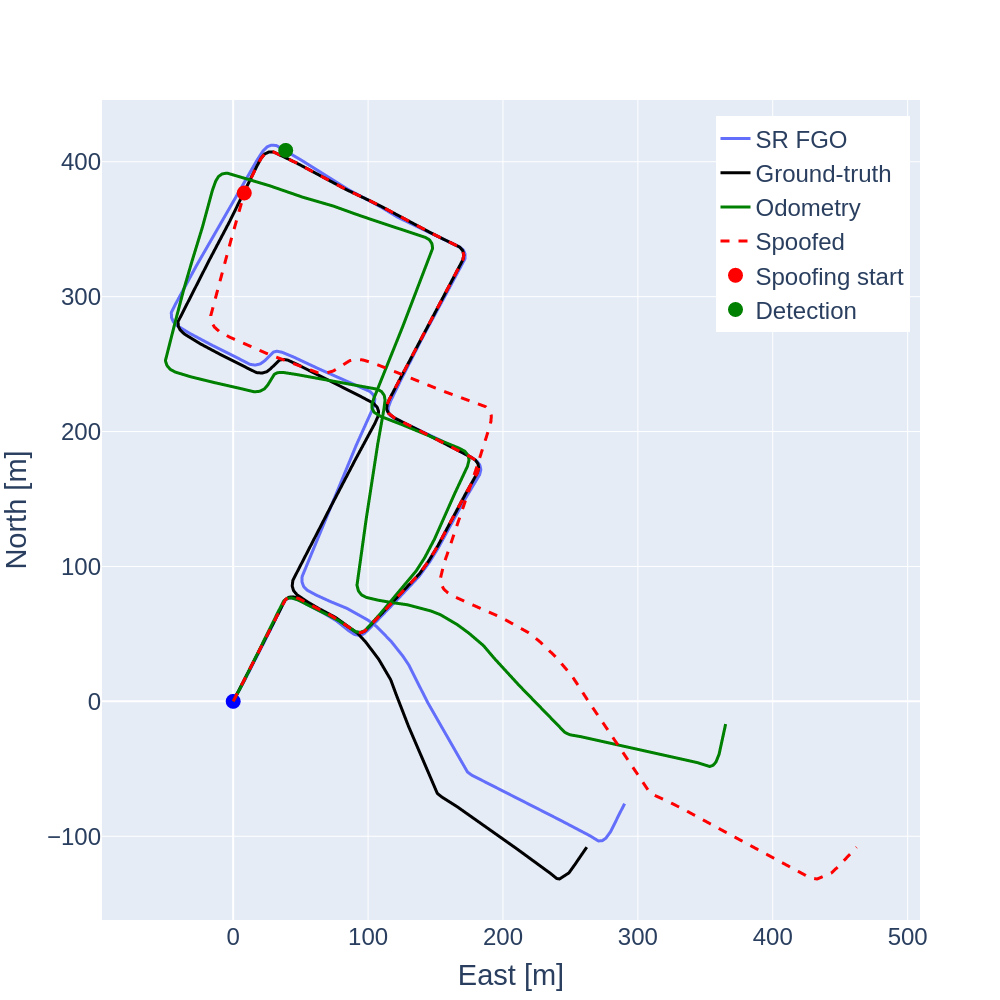 SR FGO
Ground-truth
Odometry
Spoofed
Spoofing start
Detection
400
300
200
100
0
−100
0
100
200
300
400
500
North [m]
East [m]